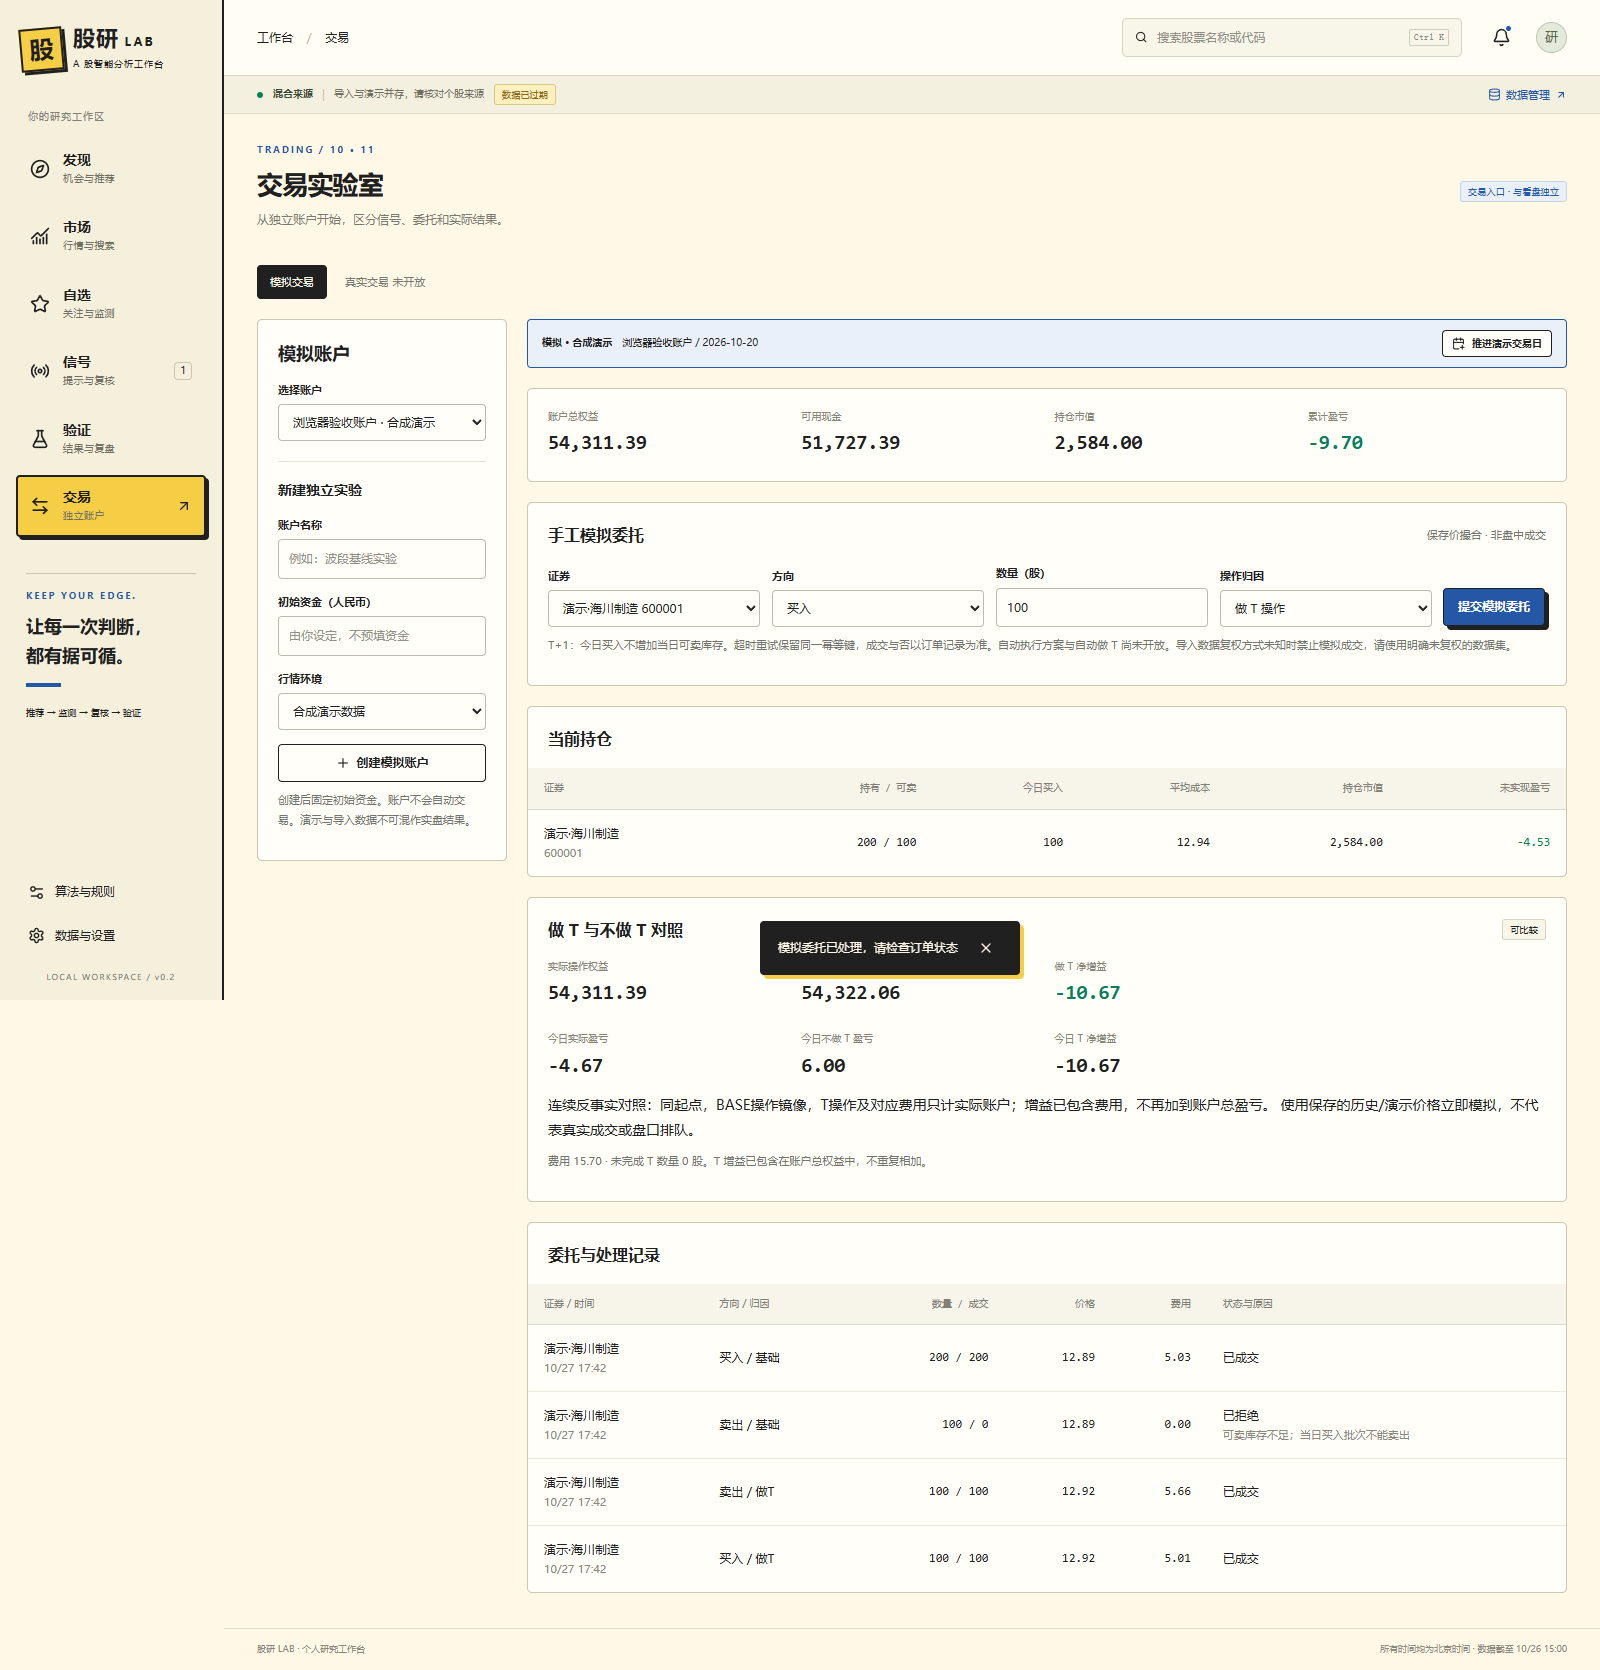 股
股研 LAB
A 股智能分析工作台
你的研究工作区
发现
机会与推荐
市场
行情与搜索
自选
关注与监测
信号
提示与复核
1
验证
结果与复盘
交易
独立账户
KEEP YOUR EDGE.
让每一次判断，
都有据可循。
推荐 → 监测 → 复核 → 验证
算法与规则
数据与设置
LOCAL WORKSPACE / v0.2
工作台 / 交易
搜索股票名称或代码 Ctrl K
研
混合来源 导入与演示并存，请核对个股来源 数据已过期
数据管理
TRADING / 10 • 11
交易实验室
从独立账户开始，区分信号、委托和实际结果。
交易入口 · 与看盘独立
模拟交易 真实交易 未开放
模拟账户
选择账户
浏览器验收账户 · 合成演示
新建独立实验
账户名称
例如：波段基线实验
初始资金（人民币）
由你设定，不预填资金
行情环境
合成演示数据
创建模拟账户
创建后固定初始资金。账户不会自动交
易。演示与导入数据不可混作实盘结果。
模拟 • 合成演示 浏览器验收账户 / 2026-10-20 推进演示交易日
账户总权益 可用现金 持仓市值 累计盈亏
54,311.39 51,727.39 2,584.00 -9.70
手工模拟委托 保存价撮合 · 非盘中成交
证券 方向 数量（股） 操作归因
演示·海川制造 600001 买入 100 做 T 操作 提交模拟委托
T+1：今日买入不增加当日可卖库存。超时重试保留同一幂等键，成交与否以订单记录为准。自动执行方案与自动做 T 尚未开放。导入数据复权方式未知时禁止模拟成交，请使用明确未复权的数据集。
当前持仓
证券 持有 / 可卖 今日买入 平均成本 持仓市值 未实现盈亏
演示·海川制造 200 / 100 100 12.94 2,584.00 -4.53
600001
做 T 与不做 T 对照 可比较
模拟委托已处理，请检查订单状态
实际操作权益 做 T 净增益
54,311.39 54,322.06 -10.67
今日实际盈亏 今日不做 T 盈亏 今日 T 净增益
-4.67 6.00 -10.67
连续反事实对照：同起点，BASE操作镜像，T操作及对应费用只计实际账户；增益已包含费用，不再加到账户总盈亏。 使用保存的历史/演示价格立即模拟，不代
表真实成交或盘口排队。
费用 15.70 · 未完成 T 数量 0 股。T 增益已包含在账户总权益中，不重复相加。
委托与处理记录
证券 / 时间 方向 / 归因 数量 / 成交 价格 费用 状态与原因
演示·海川制造 买入 / 基础 200 / 200 12.89 5.03 已成交
10/27 17:42
演示·海川制造 卖出 / 基础 100 / 0 12.89 0.00 已拒绝
10/27 17:42 可卖库存不足；当日买入批次不能卖出
演示·海川制造 卖出 / 做T 100 / 100 12.92 5.66 已成交
10/27 17:42
演示·海川制造 买入 / 做T 100 / 100 12.92 5.01 已成交
10/27 17:42
股研 LAB · 个人研究工作台 所有时间均为北京时间 · 数据截至 10/26 15:00